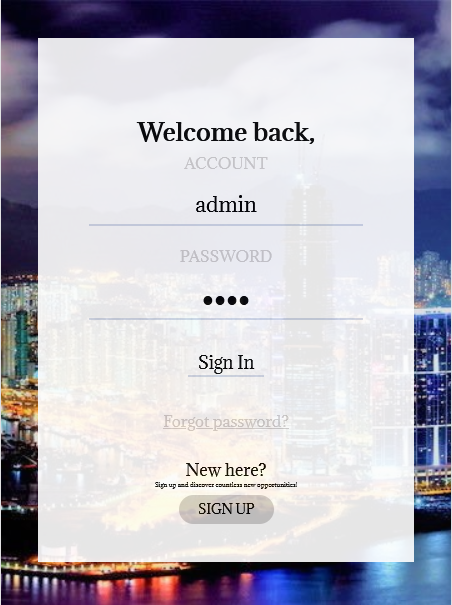 Welcome back,
ACCOUNT
admin
PASSWORD
••••
Sign In
Forgot password?
New here?
Sign up and discover countless new opportunities!
SIGN UP